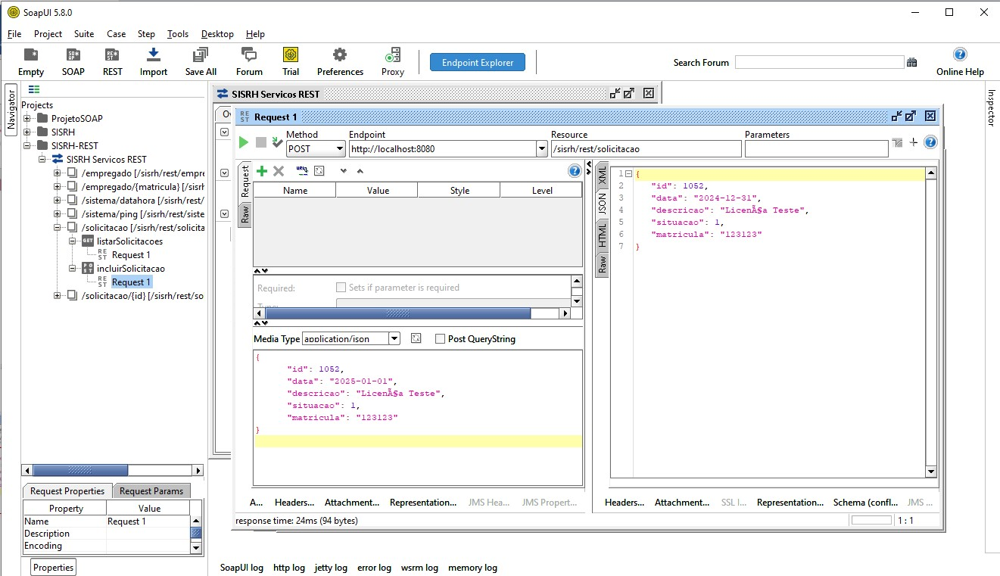 SoapUI 5.8.0
File Project Suite Case Step Tools Desktop Help
Empty SOAP REST Import Save All Forum Trial Preferences Proxy Endpoint Explorer Search Forum Online Help
Navigator
Projects
ProjetoSOAP
SISRH
SISRH-REST
SISRH Servicos REST
/empregado [/sisrh/rest/empre
/empregado/{matricula} [/sisrh
/sistema/datahora [/sisrh/rest/
/sistema/ping [/sisrh/rest/siste
/solicitacao [/sisrh/rest/solicita
GET listarSolicitacoes
REST Request 1
POST incluirSolicitacao
REST Request 1
/solicitacao/{id} [/sisrh/rest/so
Request Properties Request Params
Property Value
Name Request 1
Description
Encoding
Properties
SISRH Servicos REST
Ov
REST Request 1
Method Endpoint Resource Parameters
POST http://localhost:8080 /sisrh/rest/solicitacao
Request
Raw
Name Value Style Level
Required: Sets if parameter is required
Type:
Media Type application/json Post QueryString
{
"id": 1052,
"data": "2025-01-01",
"descricao": "LicenÃ§a Teste",
"situacao": 1,
"matricula": "123123"
}
A... Headers... Attachment... Representation... JMS Hea... JMS Propert...
XML
JSON
HTML
Raw
1 {
2 "id": 1052,
3 "data": "2024-12-31",
4 "descricao": "LicenÃ§a Teste",
5 "situacao": 1,
6 "matricula": "123123"
7 }
Headers... Attachment... SSL I... Representation... Schema (confl... JMS ...
response time: 24ms (94 bytes) 1 : 1
Inspector
SoapUI log http log jetty log error log wsrm log memory log